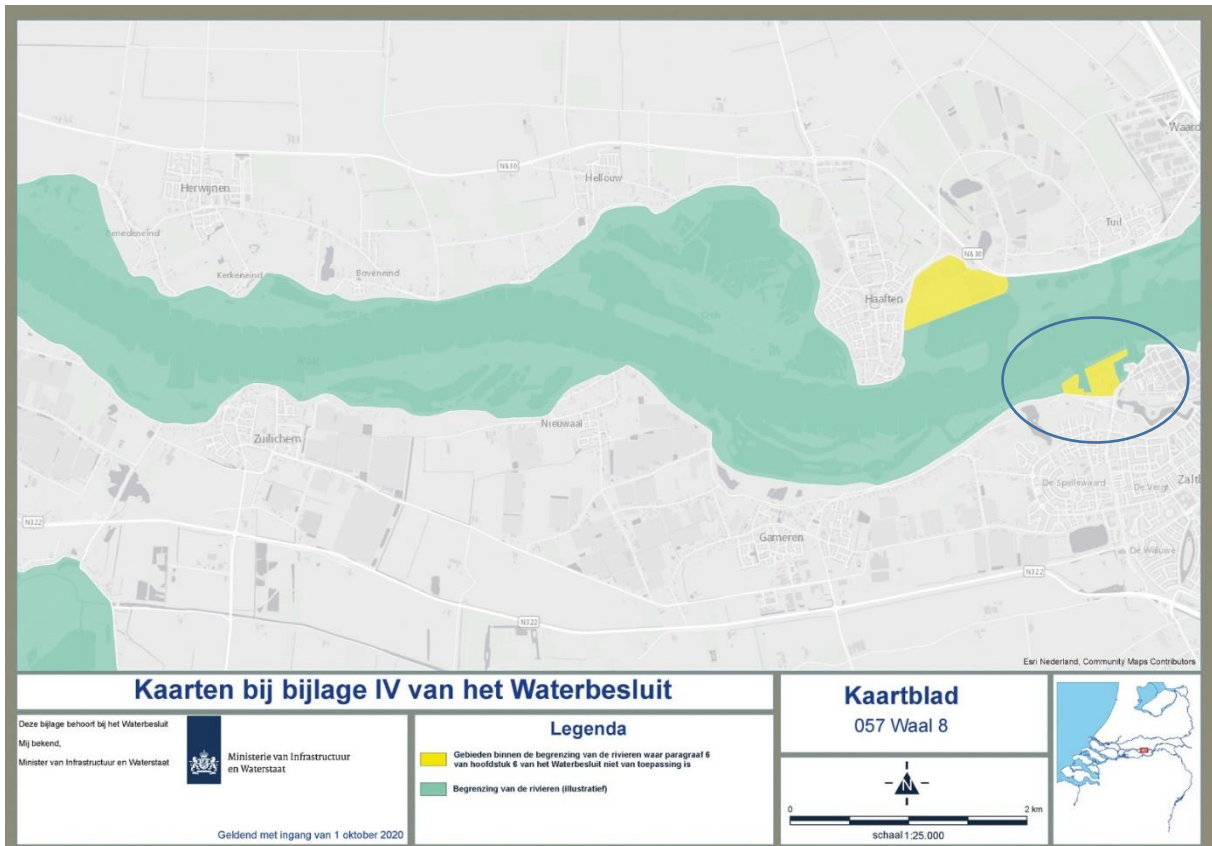 Waard
N830
Hellouw
Herwijnen
Tuil
Benedeneind
N830
Kerkeneind
Boveneind
Haaften
Nieuwaal
Zuilichem
De Spellewaard
De Vergt
Zaltb
N322
Gameren
De Waluwe
N322
N322
Esri Nederland, Community Maps Contributors
Kaarten bij bijlage IV van het Waterbesluit
Deze bijlage behoort bij het Waterbesluit
Mij bekend,
Minister van Infrastructuur en Waterstaat
Ministerie van Infrastructuur
en Waterstaat
Geldend met ingang van 1 oktober 2020
Legenda
Gebieden binnen de begrenzing van de rivieren waar paragraaf 6
van hoofdstuk 6 van het Waterbesluit niet van toepassing is
Begrenzing van de rivieren (illustratief)
Kaartblad
057 Waal 8
N
0 2 km
schaal 1:25.000